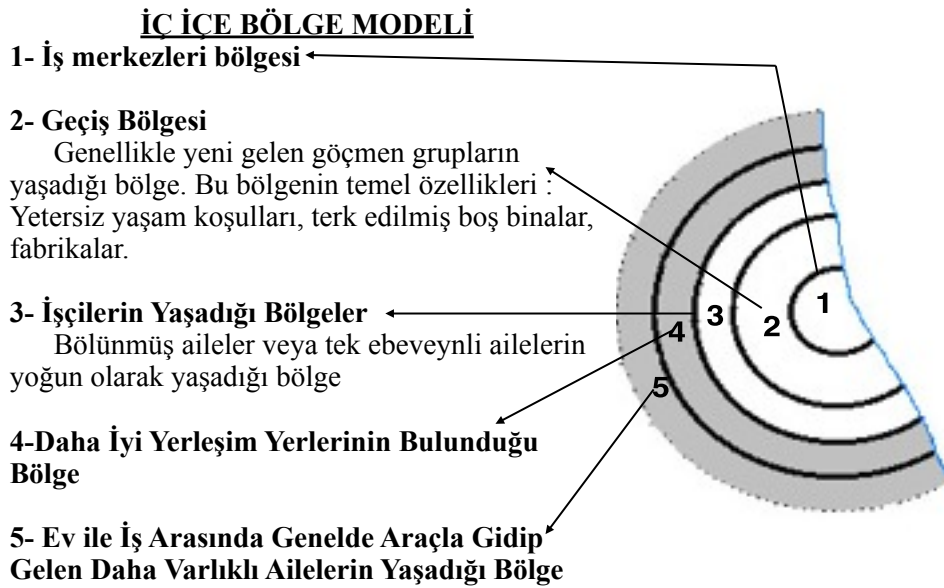 İÇ İÇE BÖLGE MODELİ
1- İş merkezleri bölgesi
2- Geçiş Bölgesi
Genellikle yeni gelen göçmen grupların
yaşadığı bölge. Bu bölgenin temel özellikleri :
Yetersiz yaşam koşulları, terk edilmiş boş binalar,
fabrikalar.
3- İşçilerin Yaşadığı Bölgeler
Bölünmüş aileler veya tek ebeveynli ailelerin
yoğun olarak yaşadığı bölge
4-Daha İyi Yerleşim Yerlerinin Bulunduğu
Bölge
5- Ev ile İş Arasında Genelde Araçla Gidip
Gelen Daha Varlıklı Ailelerin Yaşadığı Bölge
1
2
3
4
5